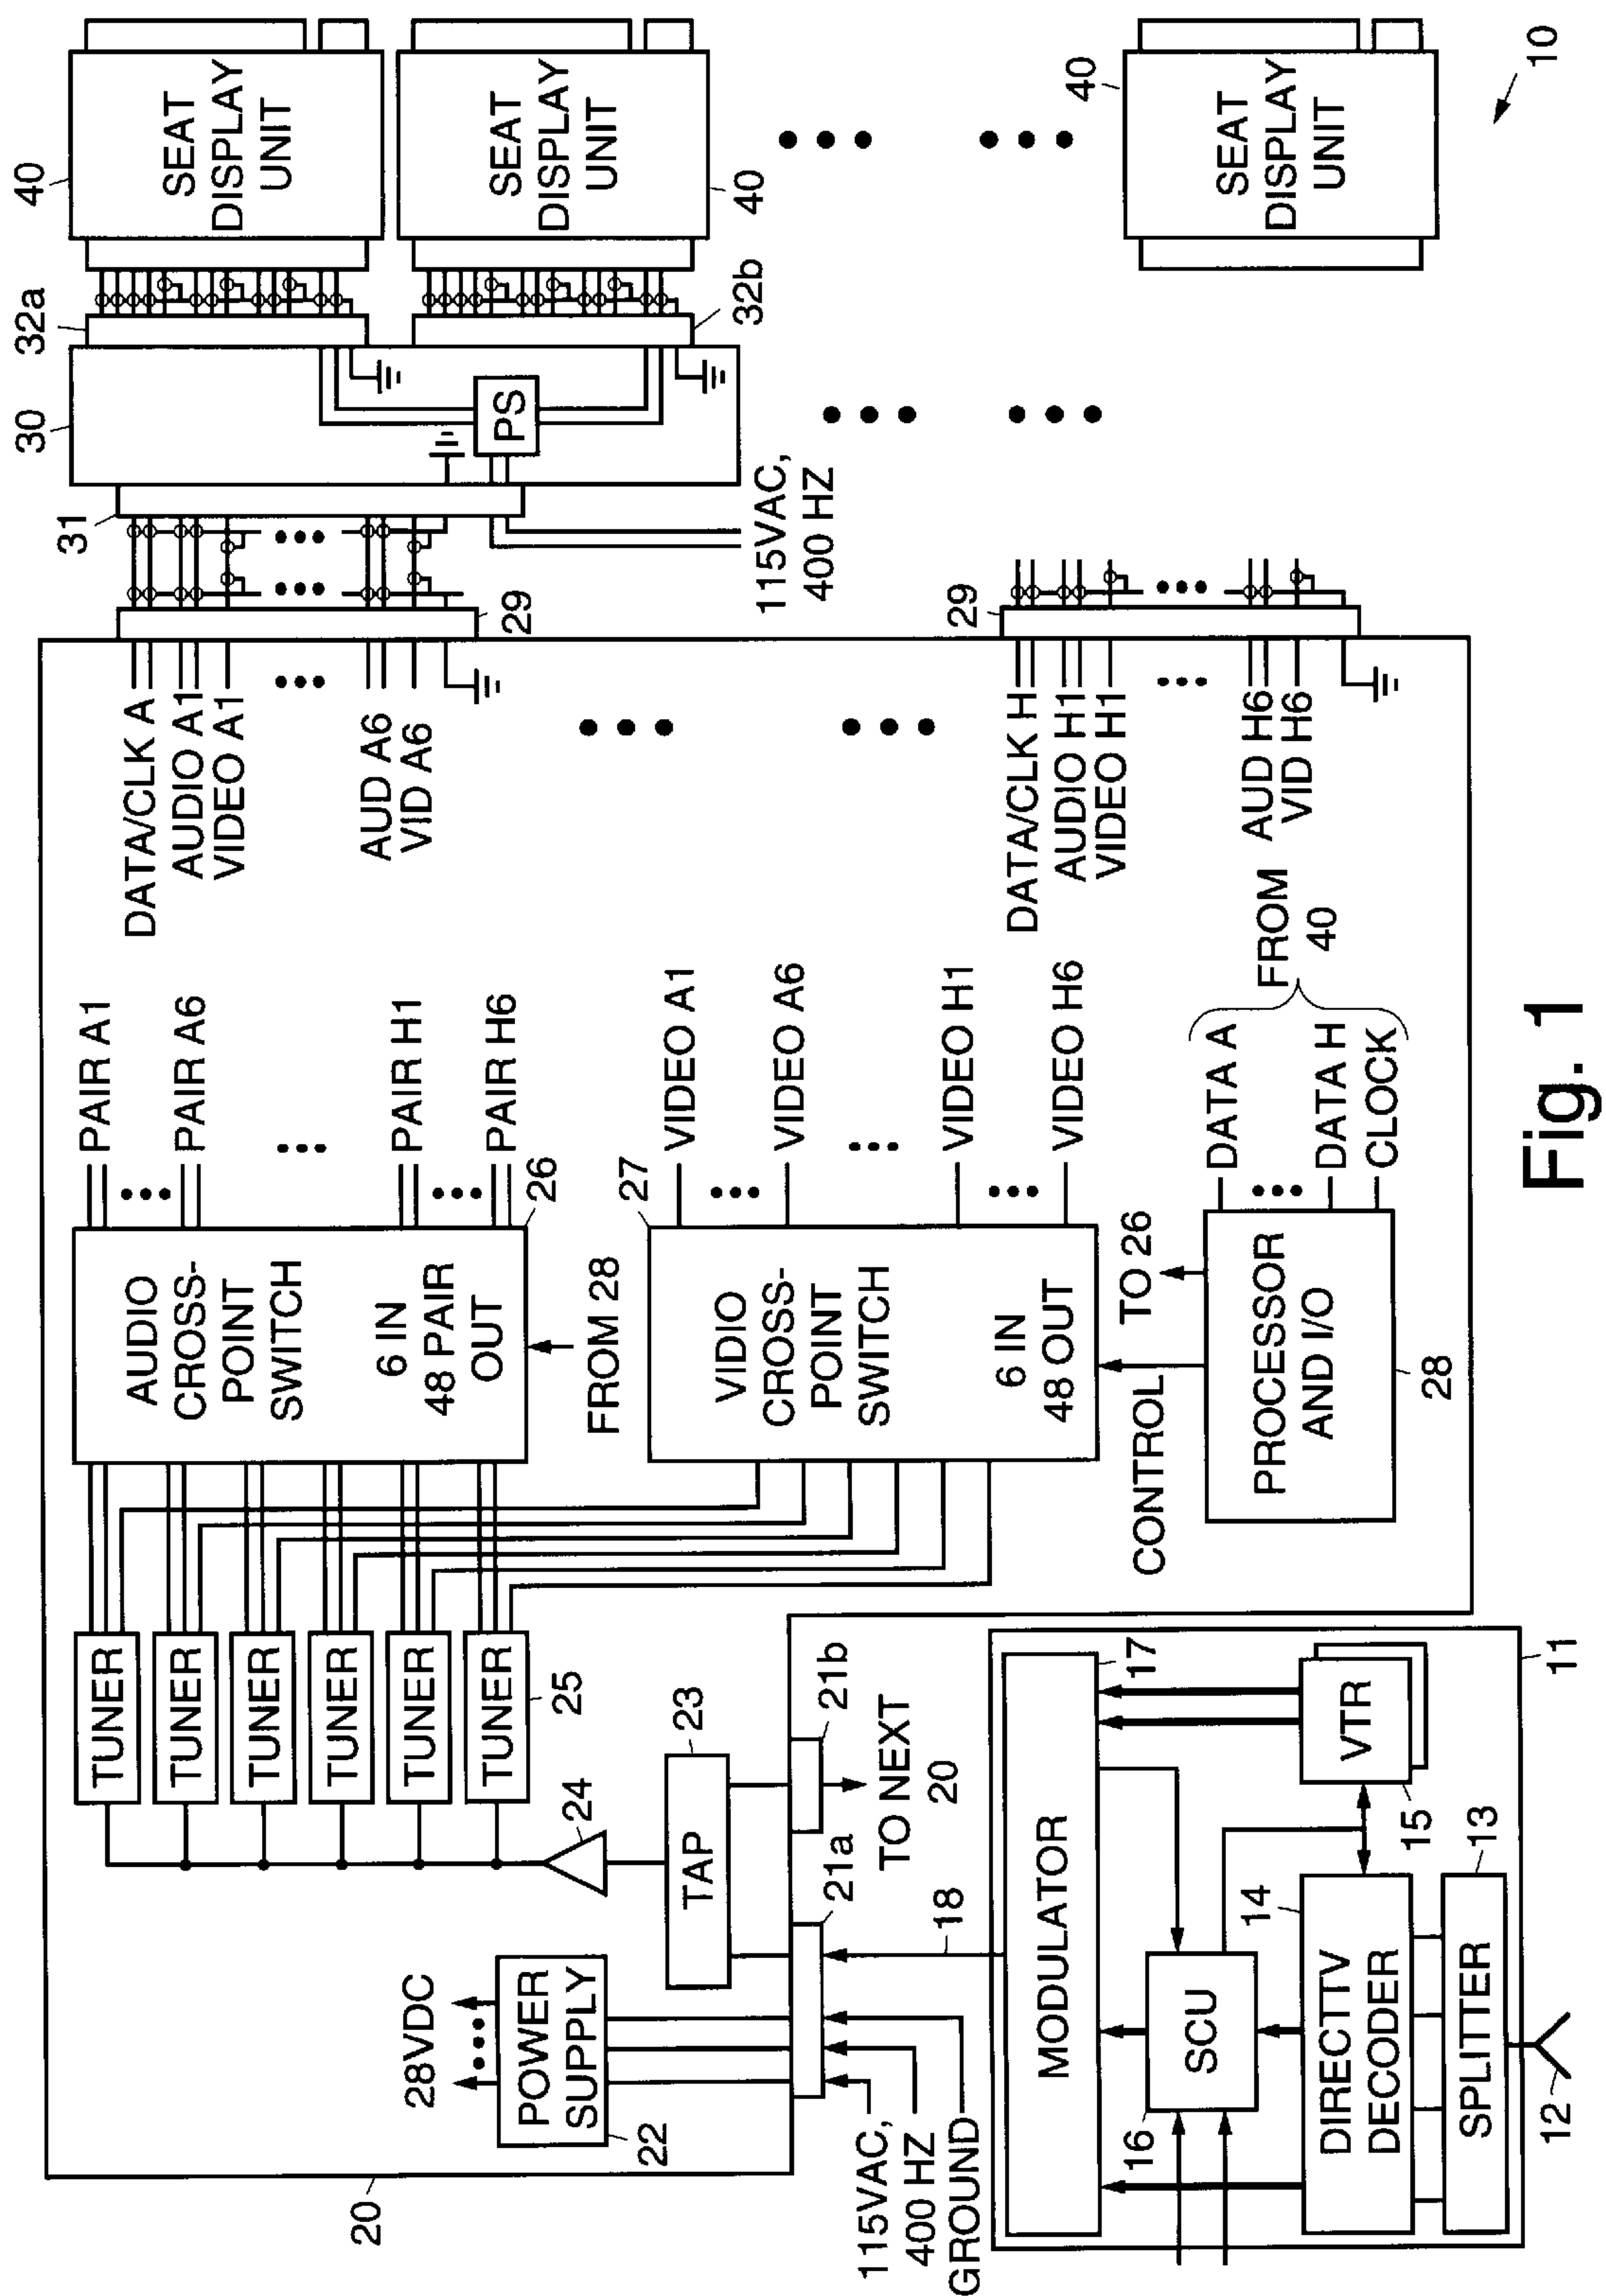 20
28VDC
POWER
SUPPLY
22
115VAC,
400 HZ
GROUND
TAP
23
24
21a
21b
TO NEXT
20
TUNER
TUNER
TUNER
TUNER
TUNER
TUNER
25
AUDIO
CROSS-
POINT
SWITCH
6 IN
48 PAIR
OUT
26
FROM 28
PAIR A1
PAIR A6
PAIR H1
PAIR H6
VIDIO
CROSS-
POINT
SWITCH
6 IN
48 OUT
27
VIDEO A1
VIDEO A6
VIDEO H1
VIDEO H6
CONTROL
TO 26
PROCESSOR
AND I/O
28
DATA A
DATA H
CLOCK
FROM
40
DATA/CLK A
AUDIO A1
VIDEO A1
AUD A6
VID A6
29
DATA/CLK H
AUDIO H1
VIDEO H1
AUD H6
VID H6
29
31
30
PS
115VAC,
400 HZ
32a
32b
40
SEAT
DISPLAY
UNIT
SEAT
DISPLAY
UNIT
40
40
SEAT
DISPLAY
UNIT
10
18
MODULATOR
17
SCU
16
DIRECTTV
DECODER
14
VTR
15
SPLITTER
13
12
11
Fig. 1